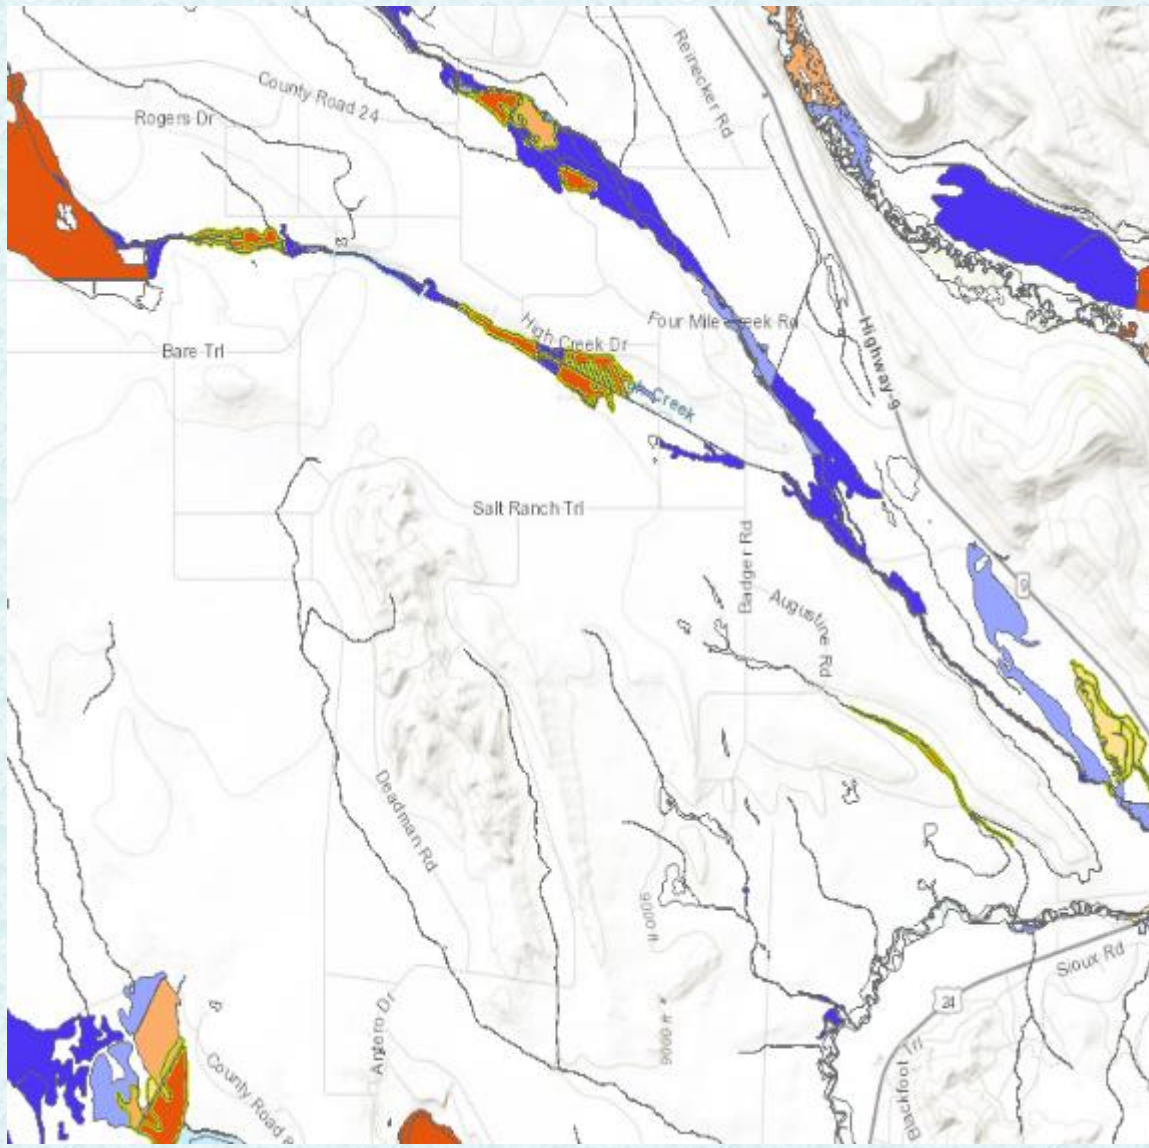 Reinecker Rd
County Road 24
Rogers Dr
Four Mile Creek Rd
Highway 9
High Creek Dr
Bare Trl
Creek
Salt Ranch Trl
Badger Rd
Augustine Rd
9
Deadman Rd
9000 ft
Sioux Rd
24
9000 ft
Antero Dr
County Road
Blackfoot Trl